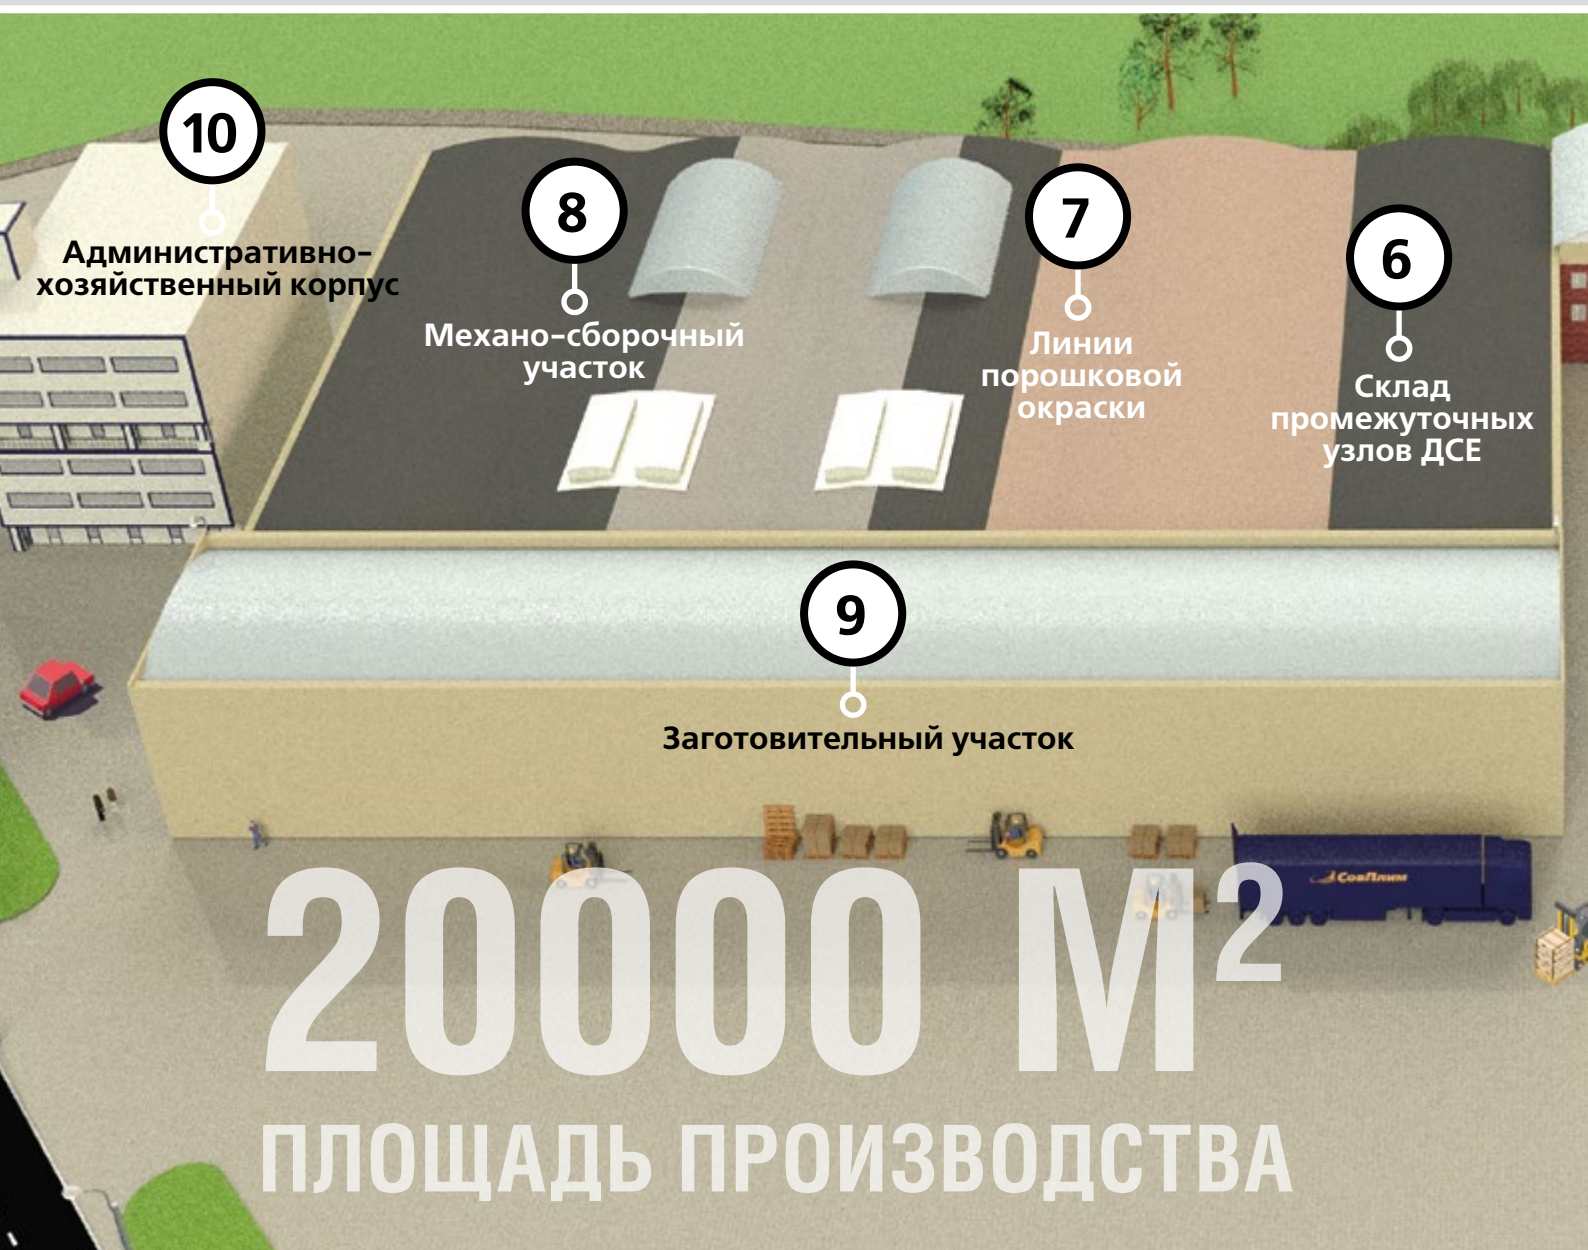 10
Административно-
хозяйственный корпус
8
Механо-сборочный
участок
7
Линии
порошковой
окраски
6
Склад
промежуточных
узлов ДСЕ
9
Заготовительный участок
СовПлим
20000 М²
ПЛОЩАДЬ ПРОИЗВОДСТВА